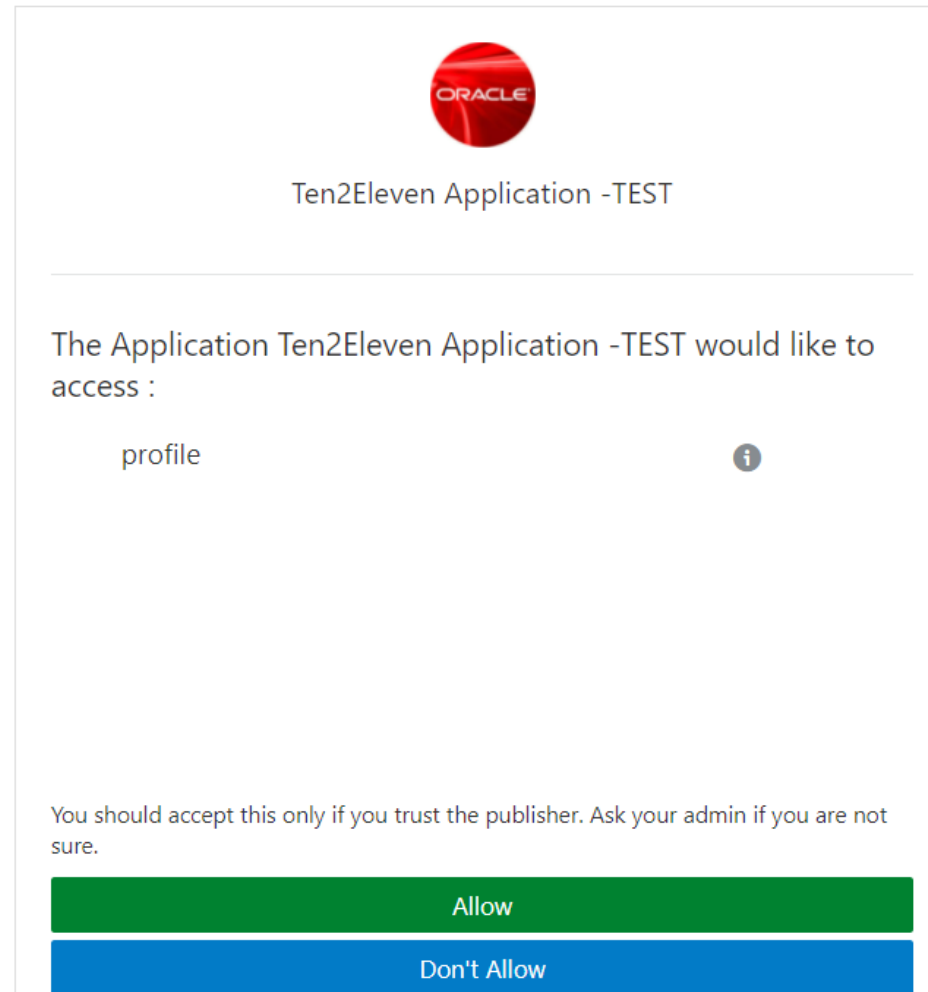 ORACLE
Ten2Eleven Application -TEST
The Application Ten2Eleven Application -TEST would like to
access :
profile
You should accept this only if you trust the publisher. Ask your admin if you are not
sure.
Allow
Don't Allow